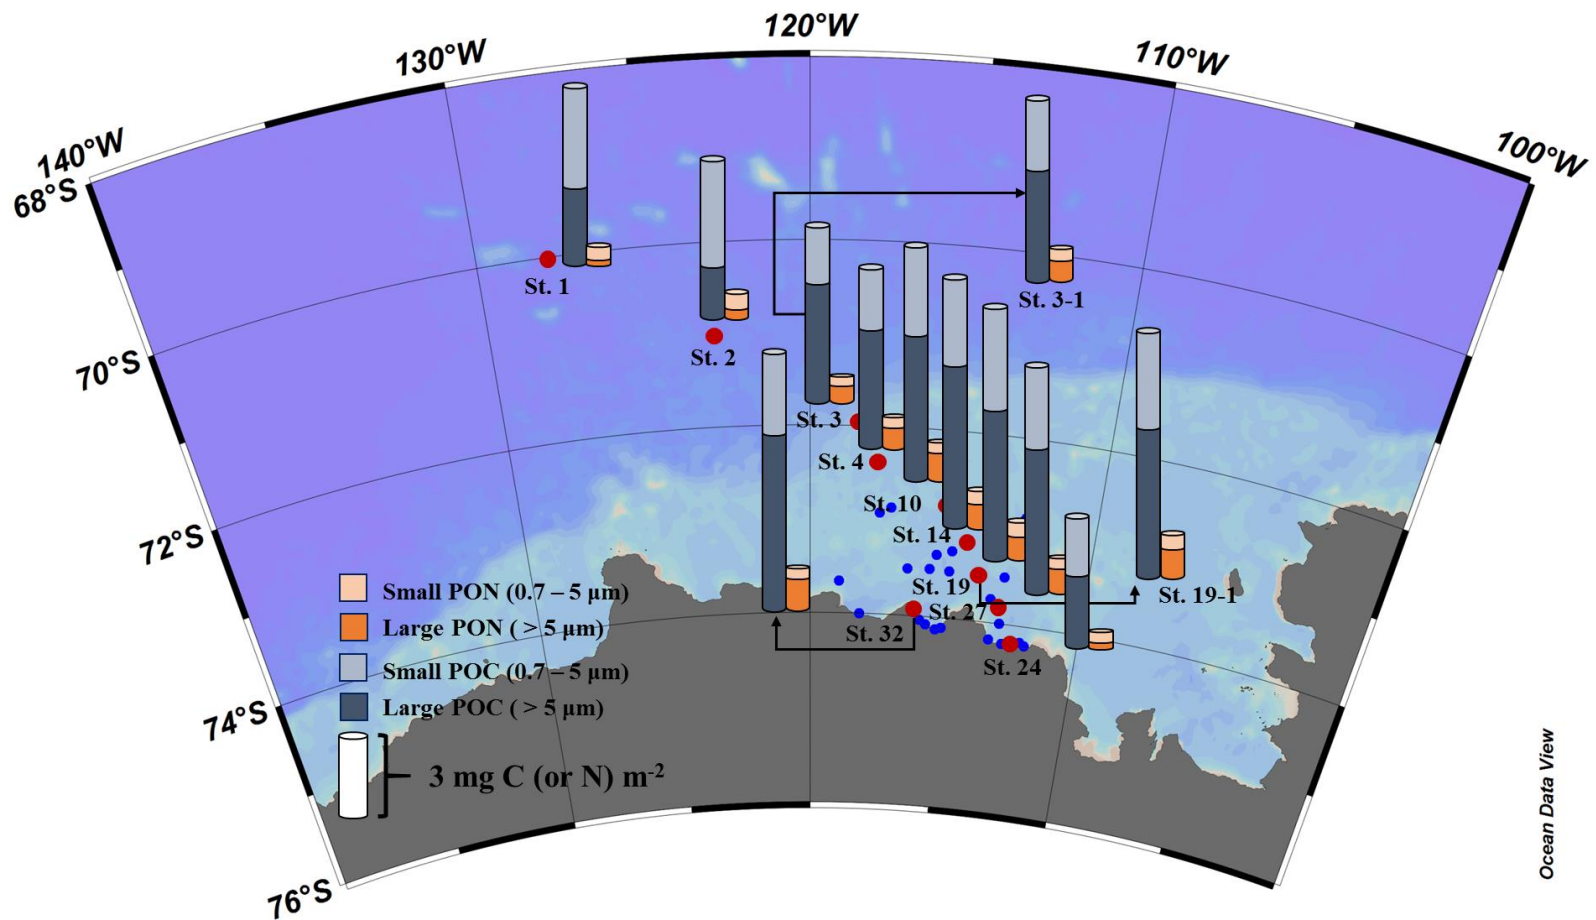 120°W
130°W
110°W
140°W
100°W
68°S
St. 1
St. 3-1
St. 2
70°S
St. 3
St. 4
St. 10
St. 14
72°S
St. 19
St. 19-1
St. 27
St. 32
St. 24
Small PON (0.7 – 5 µm)
Large PON ( > 5 µm)
Small POC (0.7 – 5 µm)
Large POC ( > 5 µm)
74°S
3 mg C (or N) m-2
76°S
Ocean Data View